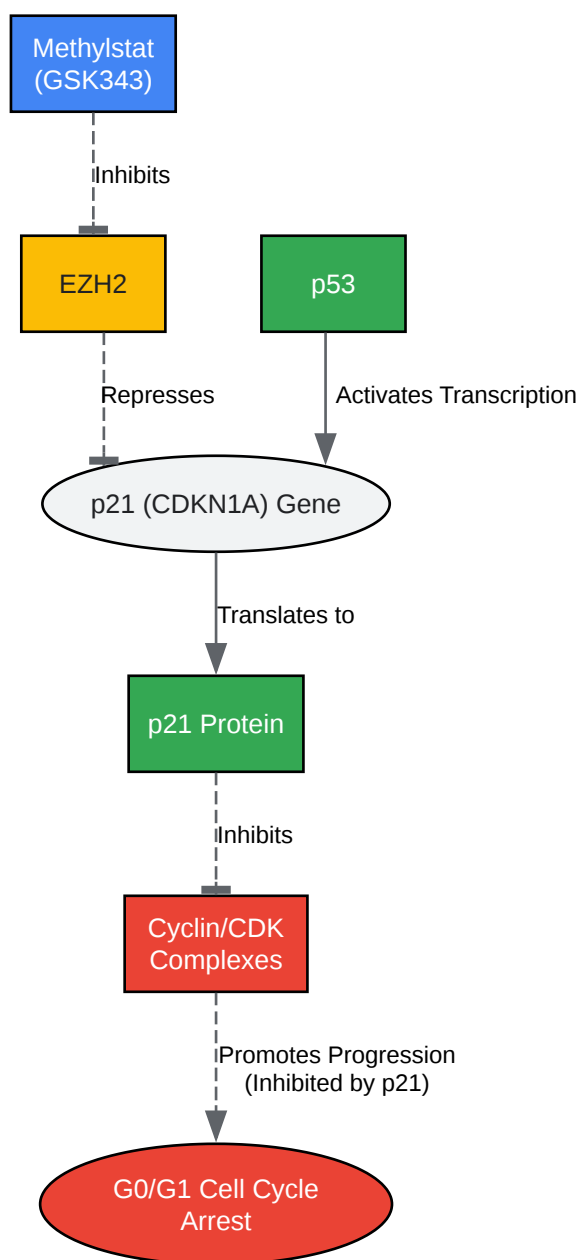 Methylstat
(GSK343)
Inhibits
EZH2
p53
Represses
Activates Transcription
p21 (CDKN1A) Gene
Translates to
p21 Protein
Inhibits
Cyclin/CDK
Complexes
Promotes Progression
(Inhibited by p21)
G0/G1 Cell Cycle
Arrest